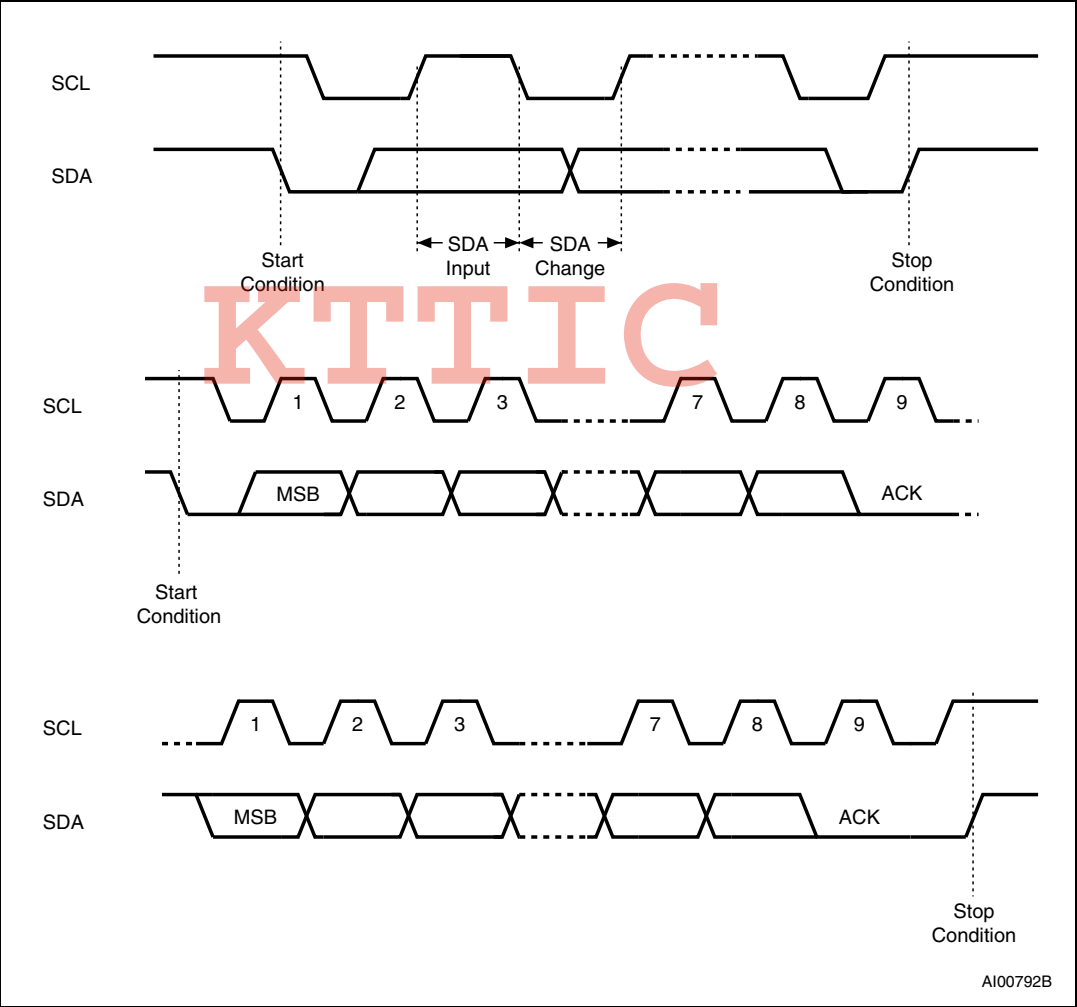 SCL
SDA
SDA
Input
SDA
Change
Start
Condition
Stop
Condition
KTTIC
SCL
1
2
3
7
8
9
SDA
MSB
ACK
Start
Condition
SCL
1
2
3
7
8
9
SDA
MSB
ACK
Stop
Condition
AI00792B